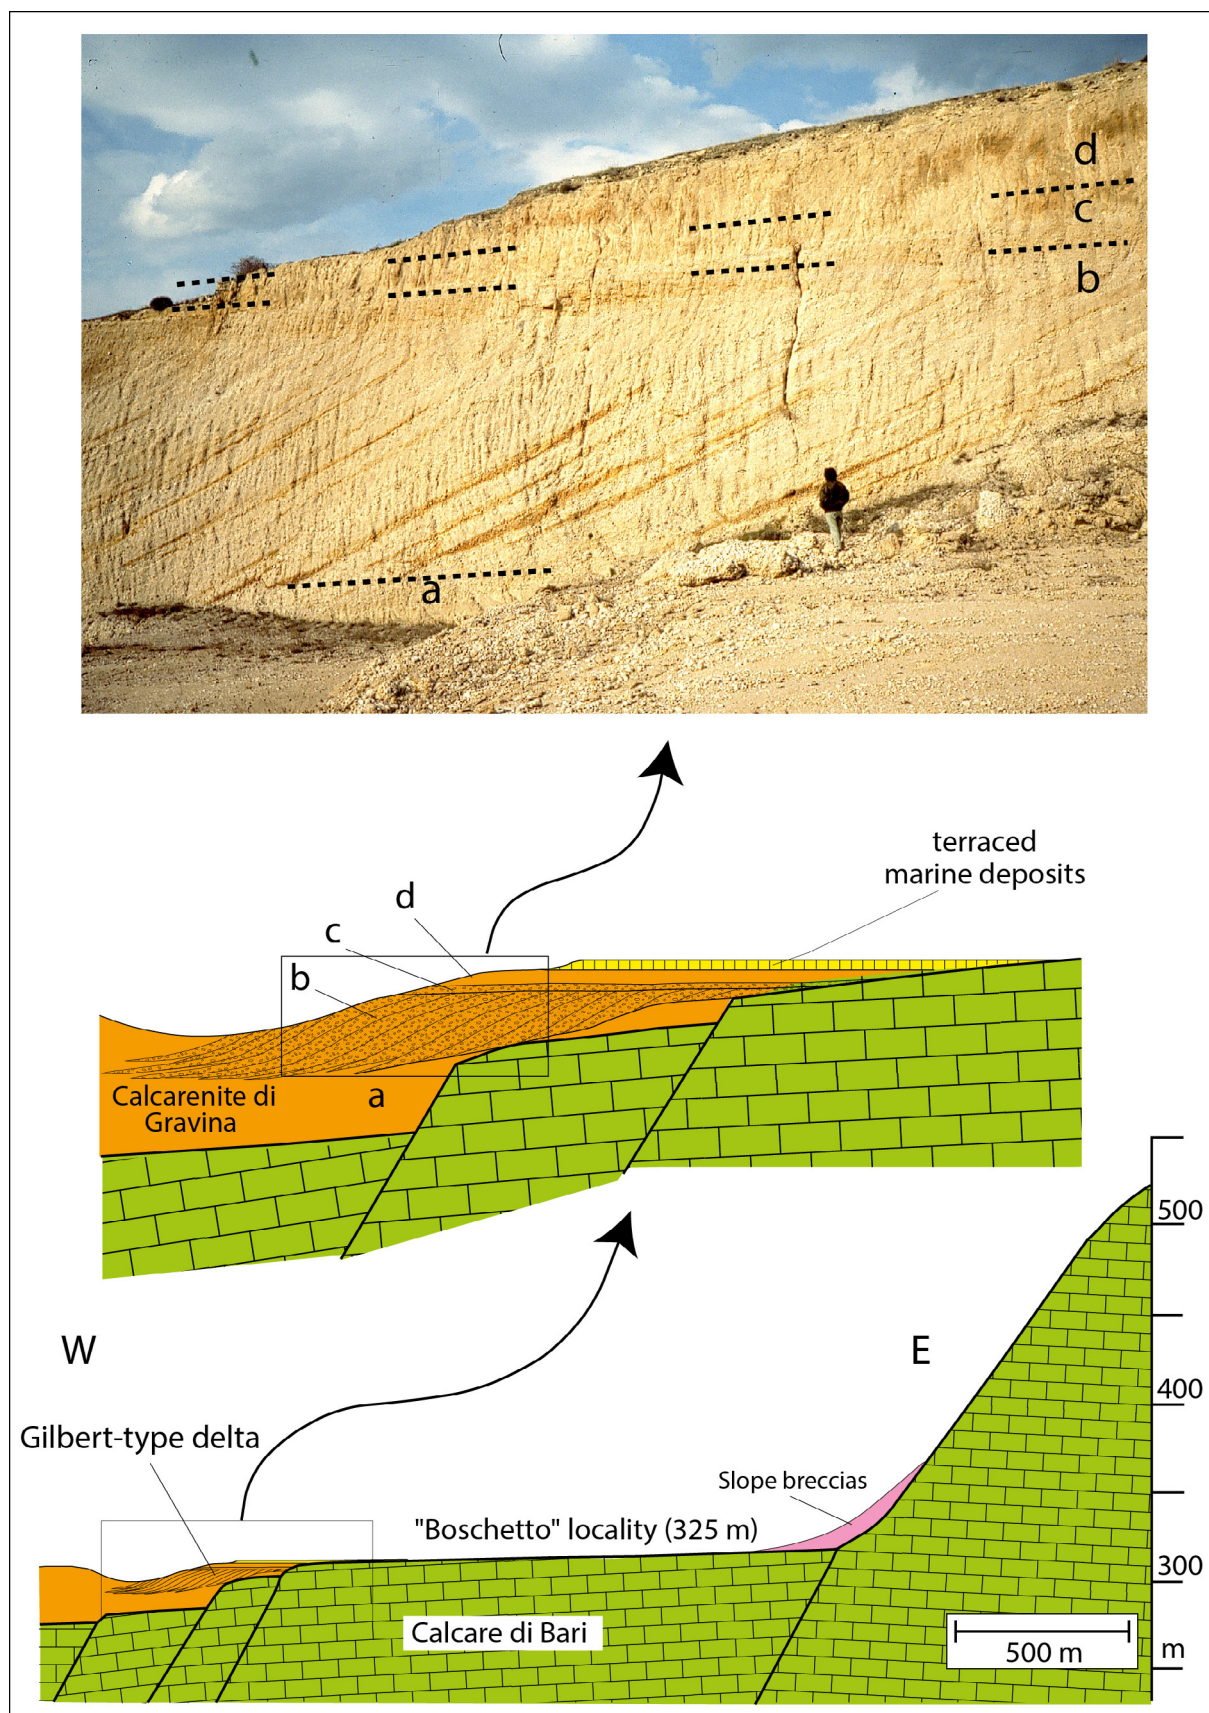 d
c
b
a
terraced
marine deposits
d
c
b
Calcarenite di
Gravina
a
W
E
500
400
300
m
Gilbert-type delta
Slope breccias
"Boschetto" locality (325 m)
Calcare di Bari
500 m